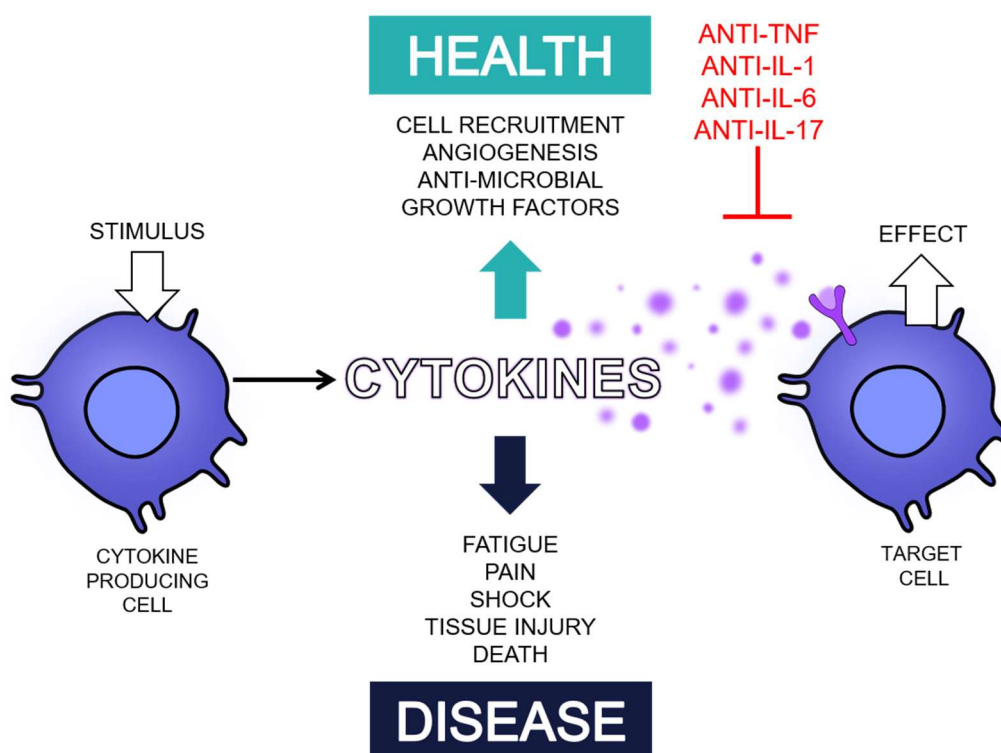 HEALTH
CELL RECRUITMENT
ANGIOGENESIS
ANTI-MICROBIAL
GROWTH FACTORS
ANTI-TNF
ANTI-IL-1
ANTI-IL-6
ANTI-IL-17
STIMULUS
EFFECT
CYTOKINES
CYTOKINE
PRODUCING
CELL
TARGET
CELL
FATIGUE
PAIN
SHOCK
TISSUE INJURY
DEATH
DISEASE